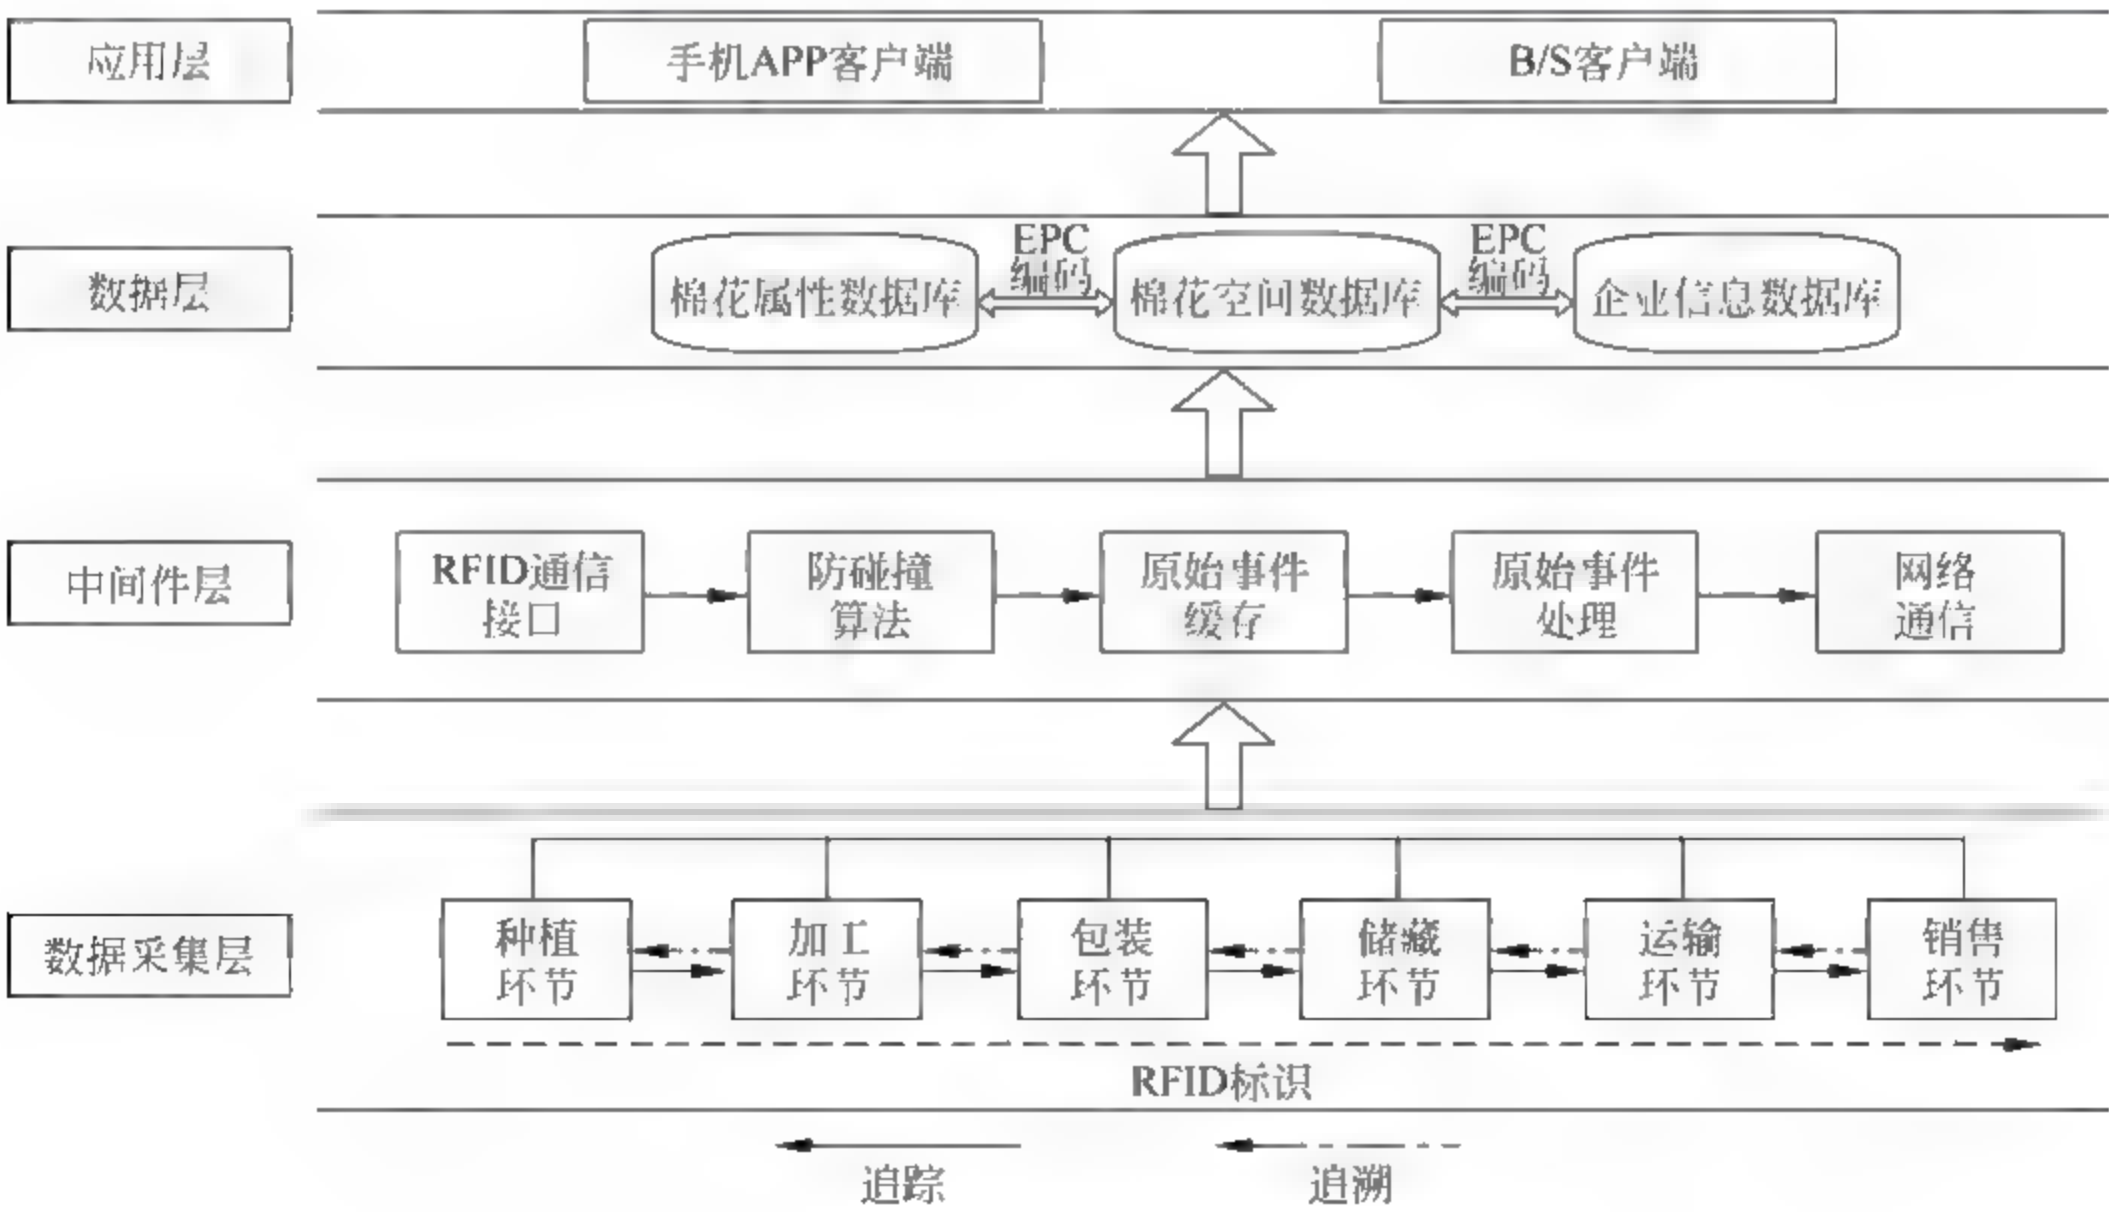 应用层
手机APP客户端
B/S客户端
数据层
棉花属性数据库
EPC
编码
棉花空间数据库
EPC
编码
企业信息数据库
中间件层
RFID通信
接口
防碰撞
算法
原始事件
缓存
原始事件
处理
网络
通信
数据采集层
种植
环节
加工
环节
包装
环节
储藏
环节
运输
环节
销售
环节
RFID标识
追踪
追溯